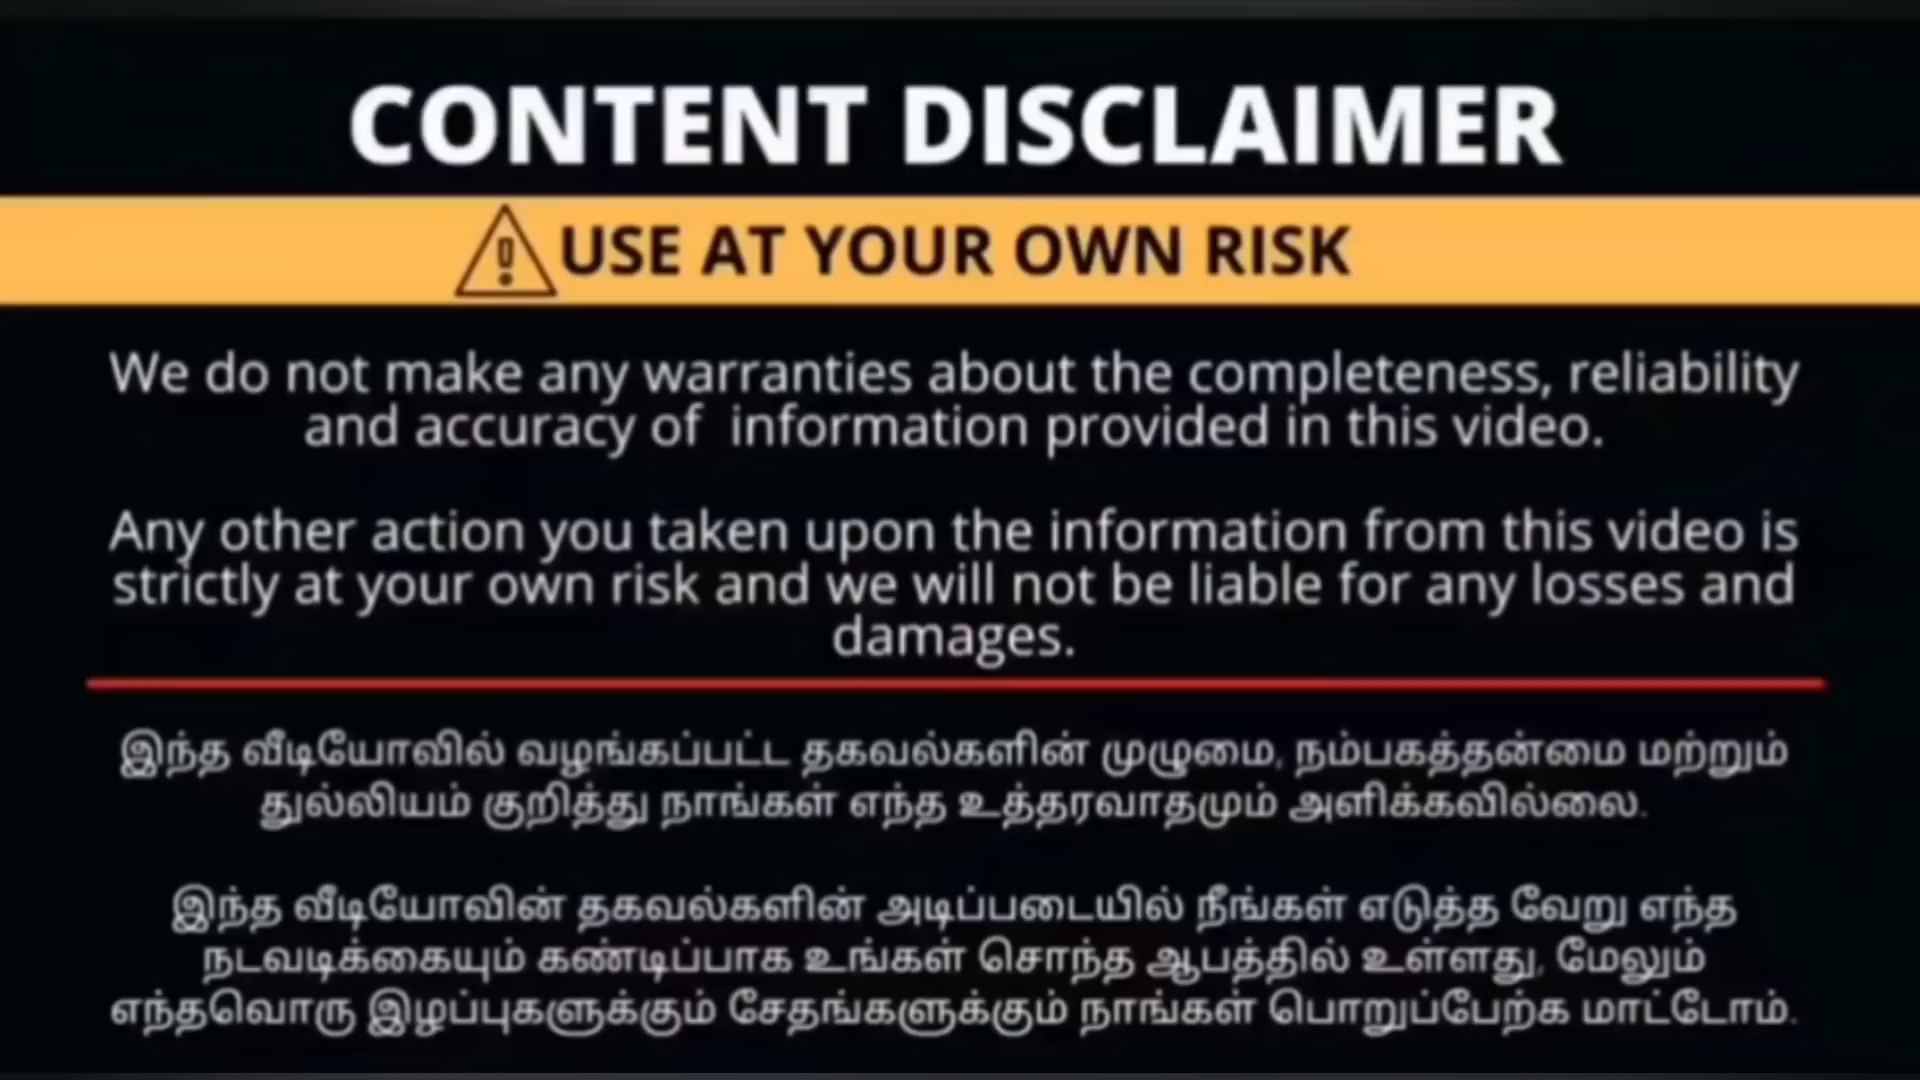 CONTENT DISCLAIMER
USE AT YOUR OWN RISK
We do not make any warranties about the completeness, reliability
and accuracy of information provided in this video.
Any other action you taken upon the information from this video is
strictly at your own risk and we will not be liable for any losses and
damages.
இந்த வீடியோவில் வழங்கப்பட்ட தகவல்களின் முழுமை, நம்பகத்தன்மை மற்றும்
துல்லியம் குறித்து நாங்கள் எந்த உத்தரவாதமும் அளிக்கவில்லை.
இந்த வீடியோவின் தகவல்களின் அடிப்படையில் நீங்கள் எடுத்த வேறு எந்த
நடவடிக்கையும் கண்டிப்பாக உங்கள் சொந்த ஆபத்தில் உள்ளது, மேலும்
எந்தவொரு இழப்புகளுக்கும் சேதங்களுக்கும் நாங்கள் பொறுப்பேற்க மாட்டோம்.